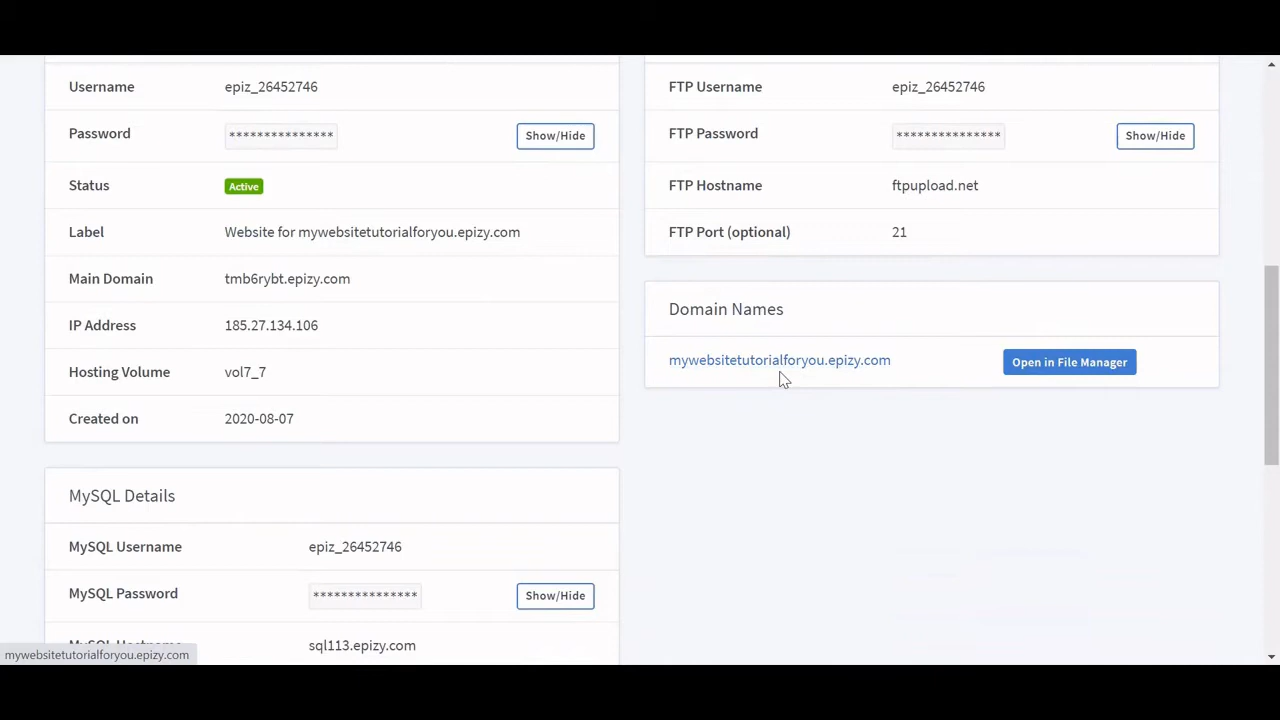 Username epiz_26452746
Password *************** Show/Hide
Status Active
Label Website for mywebsitetutorialforyou.epizy.com
Main Domain tmb6rybt.epizy.com
IP Address 185.27.134.106
Hosting Volume vol7_7
Created on 2020-08-07
MySQL Details
MySQL Username epiz_26452746
MySQL Password *************** Show/Hide
MySQL Hostname sql113.epizy.com
FTP Username epiz_26452746
FTP Password *************** Show/Hide
FTP Hostname ftpupload.net
FTP Port (optional) 21
Domain Names
mywebsitetutorialforyou.epizy.com Open in File Manager
mywebsitetutorialforyou.epizy.com